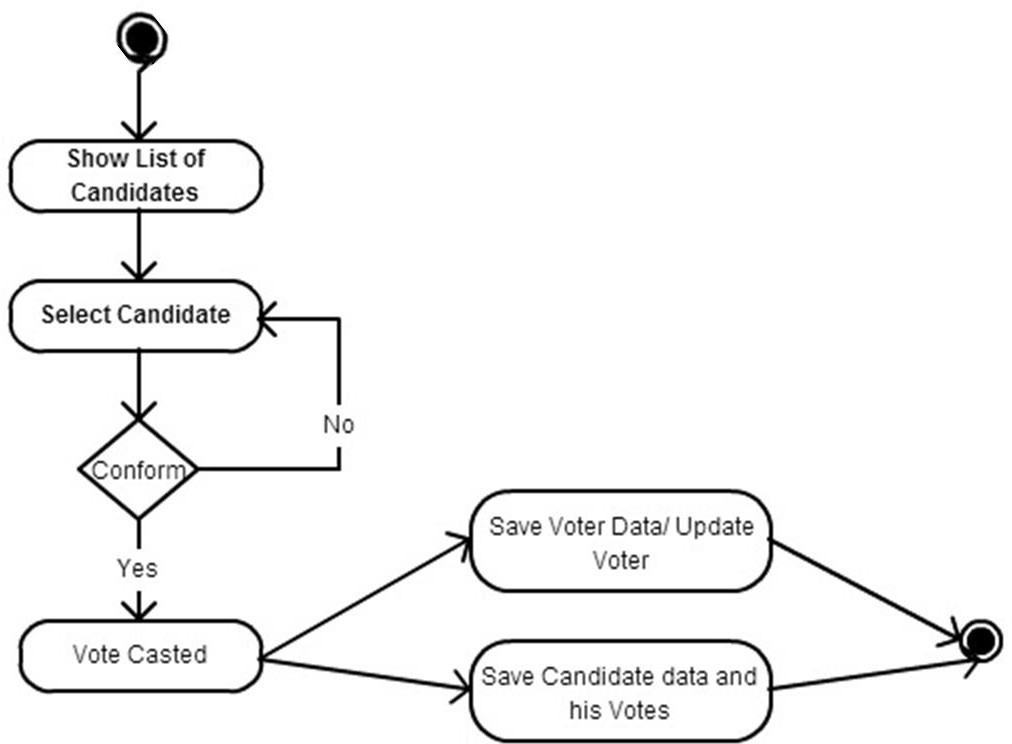 Show List of
Candidates
Select Candidate
No
Conform
Yes
Save Voter Data/ Update
Voter
Vote Casted
Save Candidate data and
his Votes